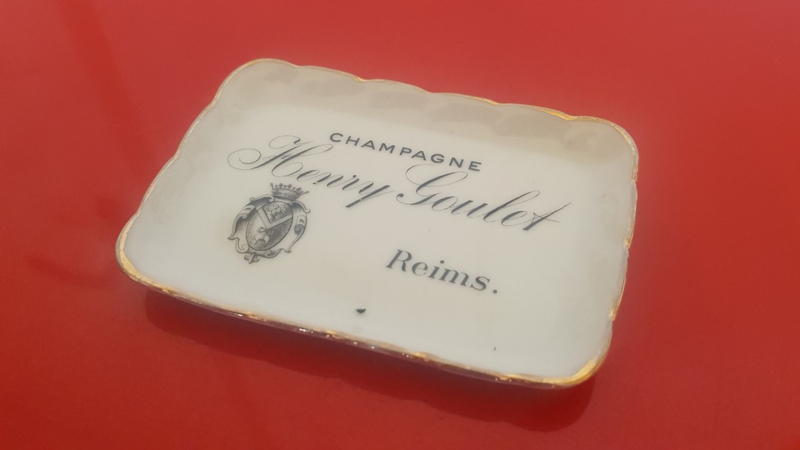 CHAMPAGNE
Henry Goulet
Reims.